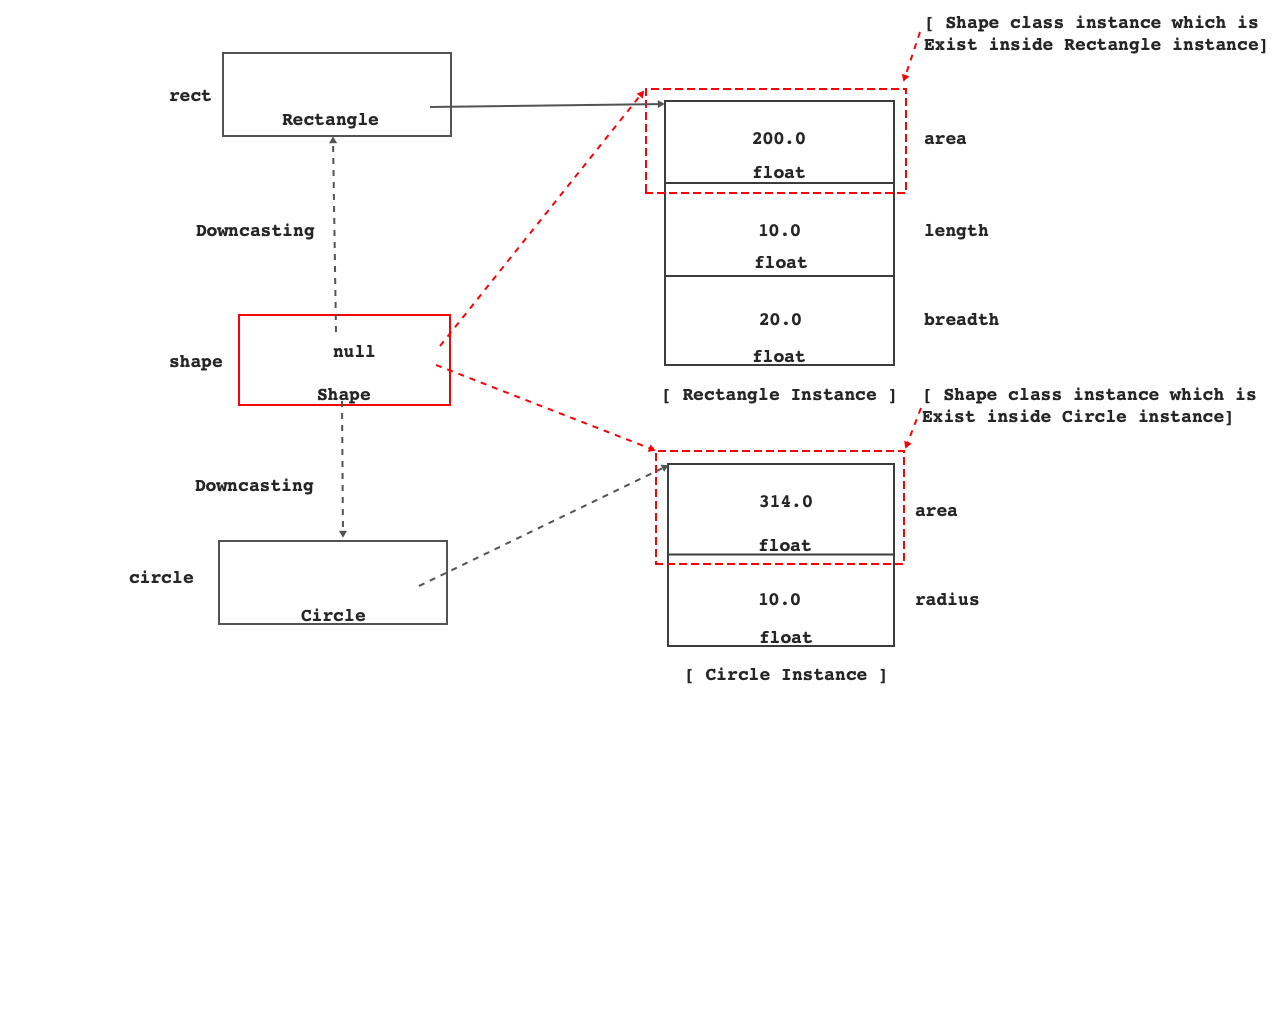 [ Shape class instance which is
Exist inside Rectangle instance]
rect
Rectangle
200.0
float
area
Downcasting
10.0
float
length
20.0
float
breadth
shape
null
Shape
[ Rectangle Instance ]
[ Shape class instance which is
Exist inside Circle instance]
Downcasting
314.0
float
area
circle
Circle
10.0
float
radius
[ Circle Instance ]